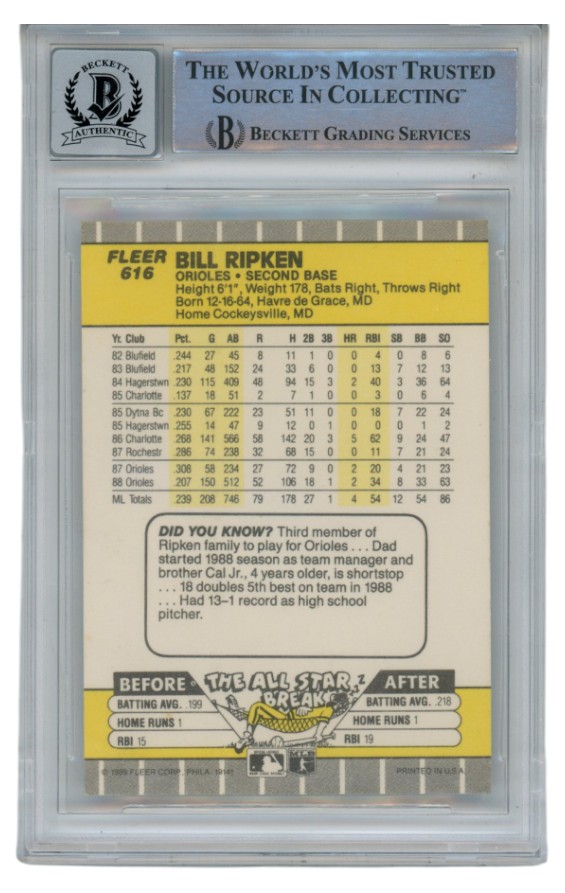 BECKETT
B
AUTHENTIC
THE WORLD'S MOST TRUSTED
SOURCE IN COLLECTING™
B BECKETT GRADING SERVICES
FLEER
616
BILL RIPKEN
ORIOLES • SECOND BASE
Height 6'1", Weight 178, Bats Right, Throws Right
Born 12-16-64, Havre de Grace, MD
Home Cockeysville, MD
Yr. Club Pct. G AB R H 2B 3B HR RBI SB BB SO
82 Blufield .244 27 45 8 11 1 0 0 4 0 8 6
83 Blufield .217 48 152 24 33 6 0 0 13 7 12 13
84 Hagerstwn .230 115 409 48 94 15 3 2 40 3 36 64
85 Charlotte .137 18 51 2 7 1 0 0 3 0 6 4
85 Dytna Bc .230 67 222 23 51 11 0 0 18 7 22 24
85 Hagerstwn .255 14 47 9 12 0 1 0 0 0 1 2
86 Charlotte .268 141 566 58 142 20 3 5 62 9 24 47
87 Rochestr .286 74 238 32 68 15 0 0 11 7 21 24
87 Orioles .308 58 234 27 72 9 0 2 20 4 21 23
88 Orioles .207 150 512 52 106 18 1 2 34 8 33 63
ML Totals .239 208 746 79 178 27 1 4 54 12 54 86
DID YOU KNOW? Third member of
Ripken family to play for Orioles . . . Dad
started 1988 season as team manager and
brother Cal Jr., 4 years older, is shortstop
. . . 18 doubles 5th best on team in 1988
. . . Had 13–1 record as high school
pitcher.
BEFORE THE ALL STAR BREAK AFTER
BATTING AVG. .199
HOME RUNS 1
RBI 15
BATTING AVG. .218
HOME RUNS 1
RBI 19
© 1989 FLEER CORP., PHILA. 19141
PRINTED IN U.S.A.